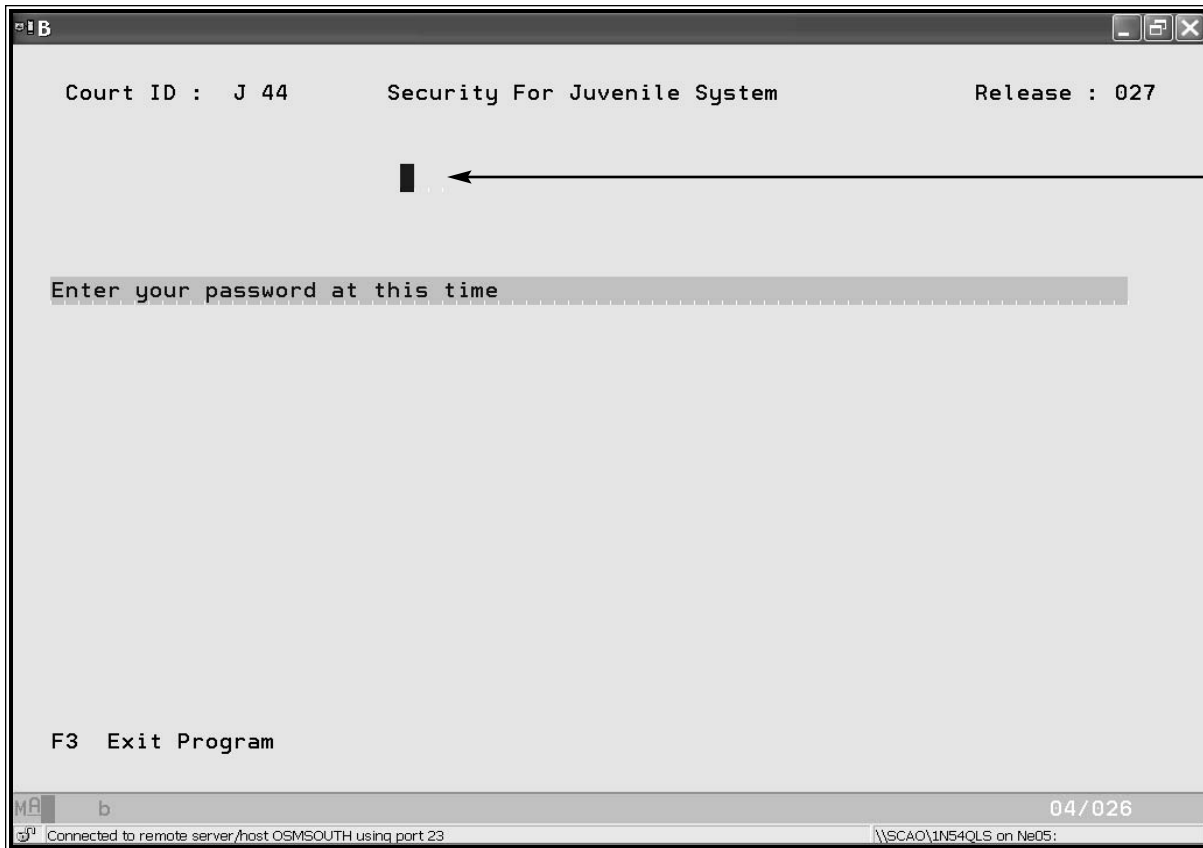 B
Court ID : J 44 Security For Juvenile System Release : 027
Enter your password at this time
F3 Exit Program
MA b 04/026
Connected to remote server/host OSMSOUTH using port 23 \\SCAO\1N54QLS on Ne05: